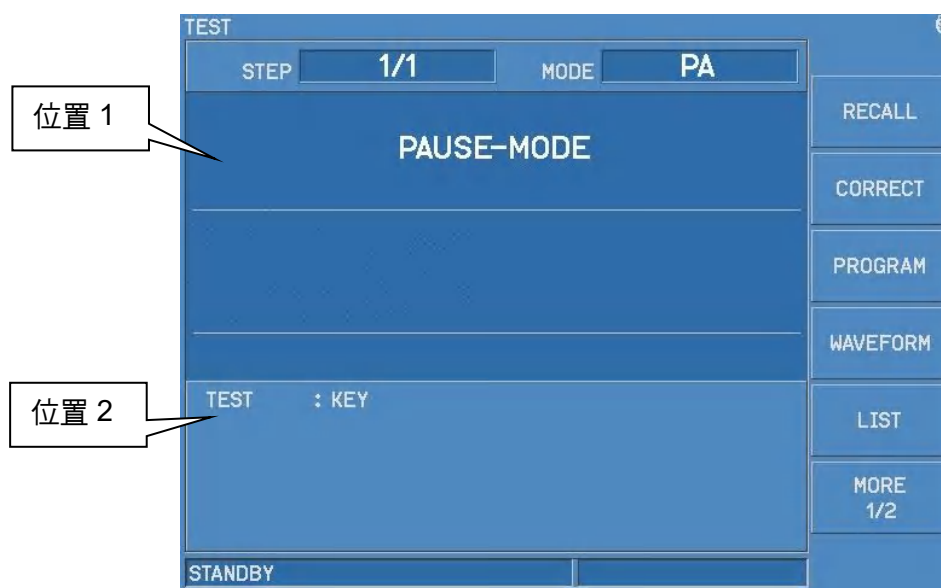 TEST
STEP 1/1 MODE PA
位置 1
PAUSE-MODE
RECALL
CORRECT
PROGRAM
WAVEFORM
位置 2
TEST : KEY
LIST
MORE
1/2
STANDBY